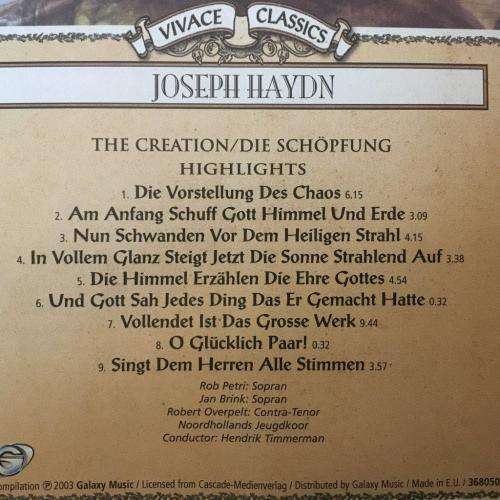 VIVACE CLASSICS
JOSEPH HAYDN
THE CREATION/DIE SCHÖPFUNG
HIGHLIGHTS
1. Die Vorstellung Des Chaos 6.15
2. Am Anfang Schuff Gott Himmel Und Erde 3.09
3. Nun Schwanden Vor Dem Heiligen Strahl 4.15
4. In Vollem Glanz Steigt Jetzt Die Sonne Strahlend Auf 3.38
5. Die Himmel Erzählen Die Ehre Gottes 4.54
6. Und Gott Sah Jedes Ding Das Er Gemacht Hatte 0.32
7. Vollendet Ist Das Grosse Werk 9.44
8. O Glücklich Paar! 0.32
9. Singt Dem Herren Alle Stimmen 3.57
Rob Petri: Sopran
Jan Brink: Sopran
Robert Overpelt: Contra-Tenor
Noordhollands Jeugdkoor
Conductor: Hendrik Timmerman
ompilation ℗ 2003 Galaxy Music / Licensed from Cascade-Medienverlag / Distributed by Galaxy Music / Made in E.U. / 368050